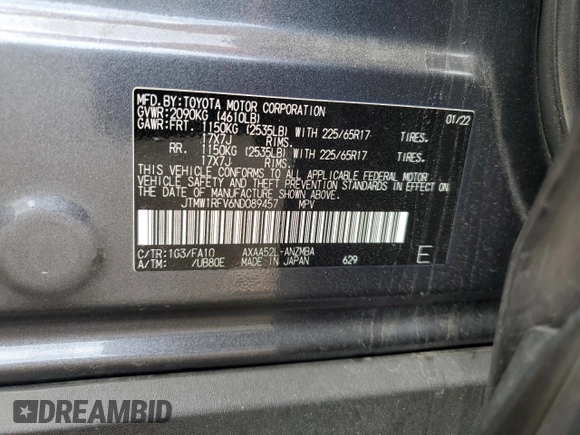 MFD.BY:TOYOTA MOTOR CORPORATION 01/22
GVWR:2090KG (4610LB)
GAWR:FRT. 1150KG (2535LB) WITH 225/65R17 TIRES.
17X7J RIMS.
RR. 1150KG (2535LB) WITH 225/65R17 TIRES.
17X7J RIMS.
THIS VEHICLE CONFORMS TO ALL APPLICABLE FEDERAL MOTOR
VEHICLE SAFETY AND THEFT PREVENTION STANDARDS IN EFFECT ON
THE DATE OF MANUFACTURE SHOWN ABOVE.
JTMW1RFV6ND089457 MPV
C/TR:1G3/FA10 AXAA52L-ANZMBA
A/TM: /UB80E MADE IN JAPAN 629 E
DREAMBID